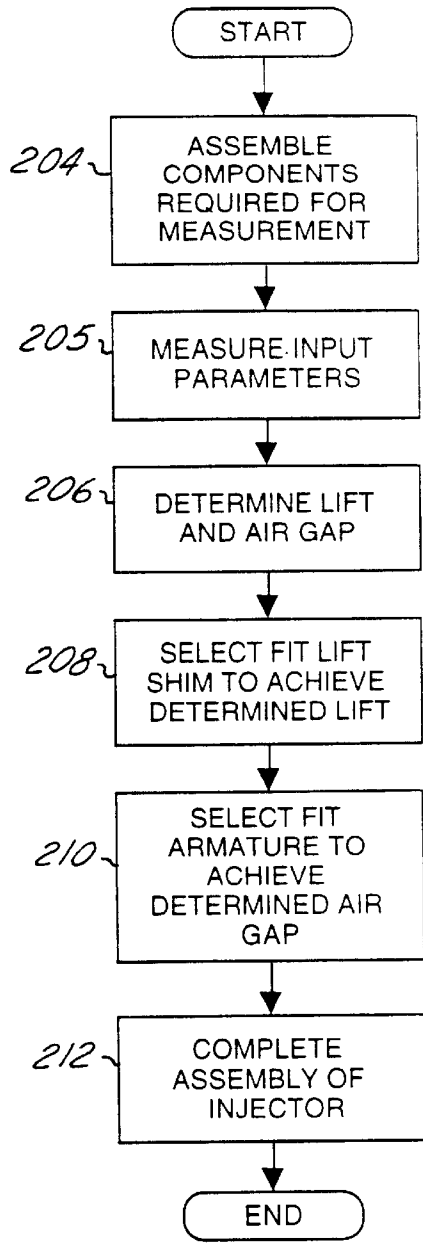 START
204
ASSEMBLE
COMPONENTS
REQUIRED FOR
MEASUREMENT
205
MEASURE INPUT
PARAMETERS
206
DETERMINE LIFT
AND AIR GAP
208
SELECT FIT LIFT
SHIM TO ACHIEVE
DETERMINED LIFT
210
SELECT FIT
ARMATURE TO
ACHIEVE
DETERMINED AIR
GAP
212
COMPLETE
ASSEMBLY OF
INJECTOR
END